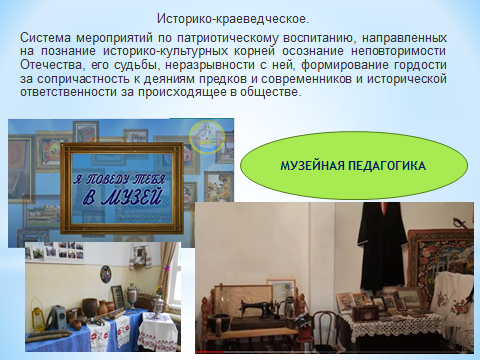 Историко-краеведческое.
Система мероприятий по патриотическому воспитанию, направленных
на познание историко-культурных корней осознание неповторимости
Отечества, его судьбы, неразрывности с ней, формирование гордости
за сопричастность к деяниям предков и современников и исторической
ответственности за происходящее в обществе.
МУЗЕЙНАЯ ПЕДАГОГИКА
Я ПОВЕДУ ТЕБЯ
В МУЗЕЙ